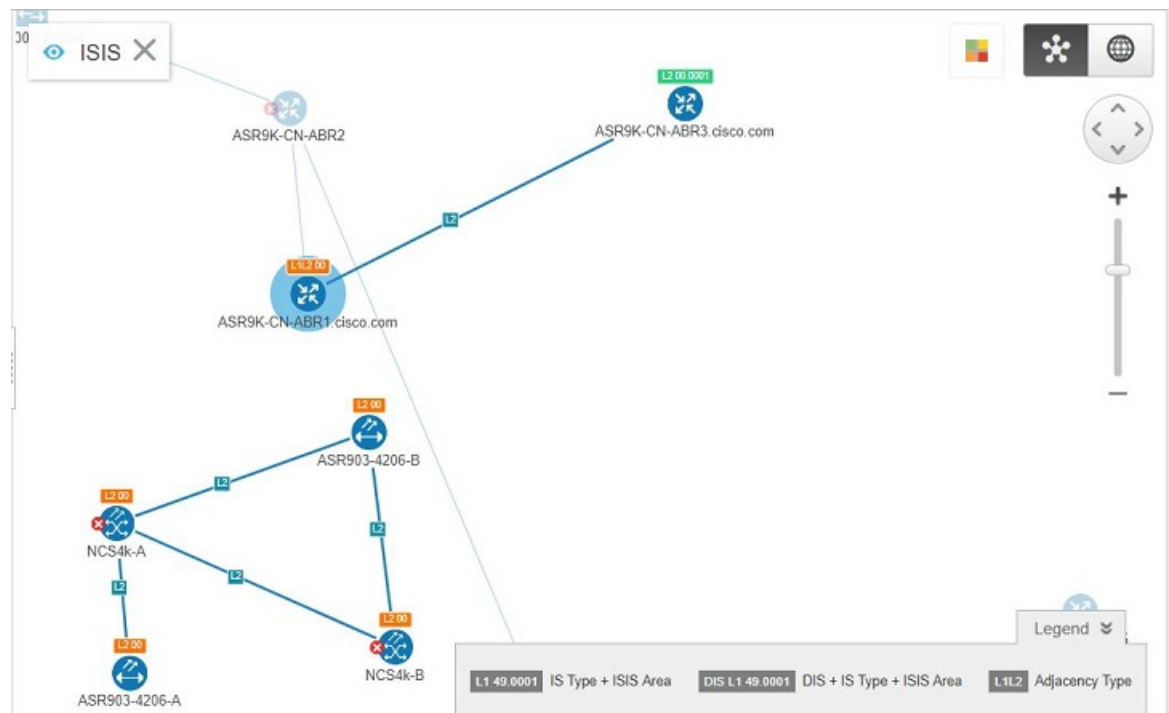 00
ISIS
L2 00.0001
ASR9K-CN-ABR2
ASR9K-CN-ABR3.cisco.com
L2
L1L2 00
ASR9K-CN-ABR1.cisco.com
L2 00
ASR903-4206-B
L2
L2 00
L2
NCS4k-A
L2
L2
L2 00
L2 00
NCS4k-B
ASR903-4206-A
Legend
L1 49.0001 IS Type + ISIS Area
DIS L1 49.0001 DIS + IS Type + ISIS Area
L1L2 Adjacency Type